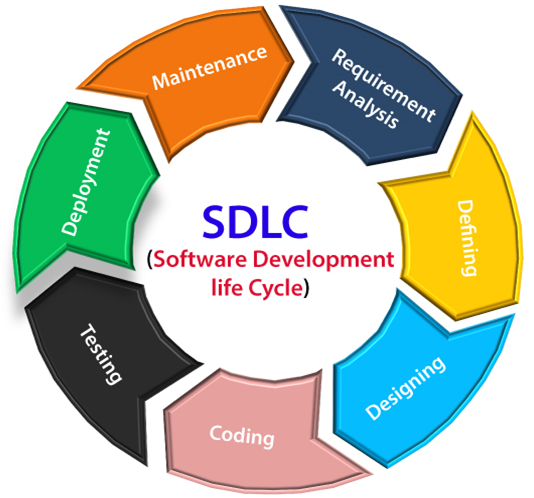 SDLC
(Software Development
life Cycle)
Requirement
Analysis
Defining
Designing
Coding
Testing
Deployment
Maintenance